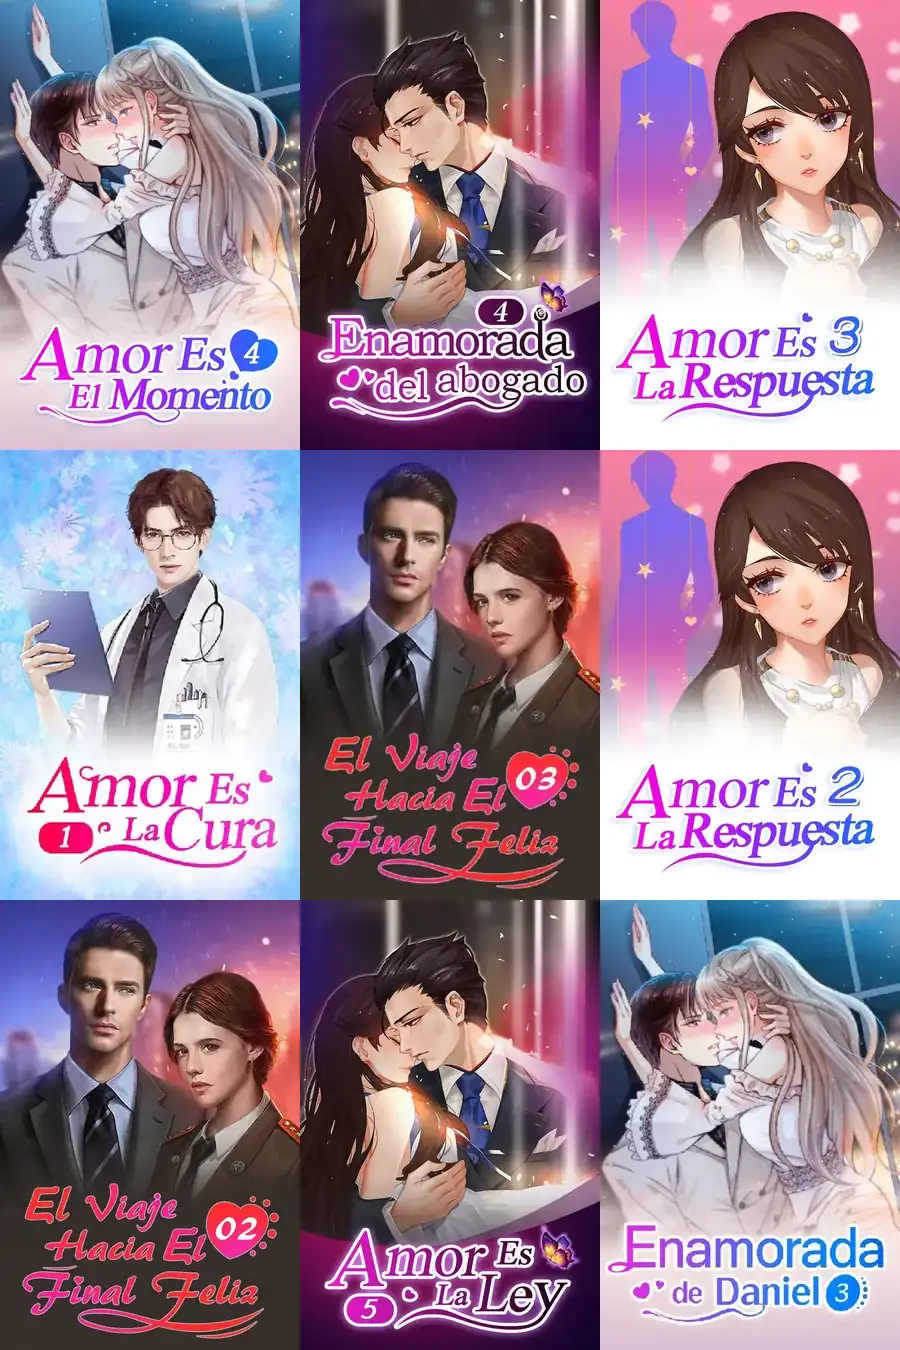 Amor Es 4
El Momento
4
Enamorada
del abogado
Amor Es 3
La Respuesta
Amor Es
1 La Cura
El Viaje
Hacia El 03
Final Feliz
Amor Es 2
La Respuesta
El Viaje
Hacia El 02
Final Feliz
Amor Es
5 La Ley
Enamorada
de Daniel 3